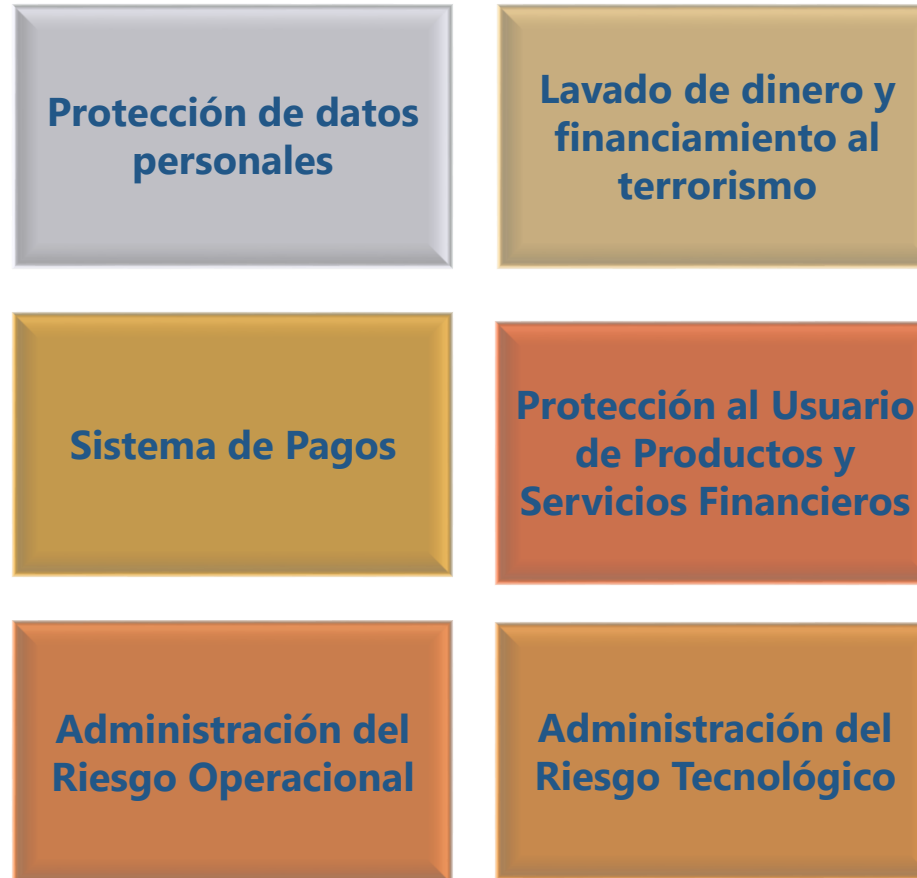 Protección de datos
personales
Lavado de dinero y
financiamiento al
terrorismo
Sistema de Pagos
Protección al Usuario
de Productos y
Servicios Financieros
Administración del
Riesgo Operacional
Administración del
Riesgo Tecnológico